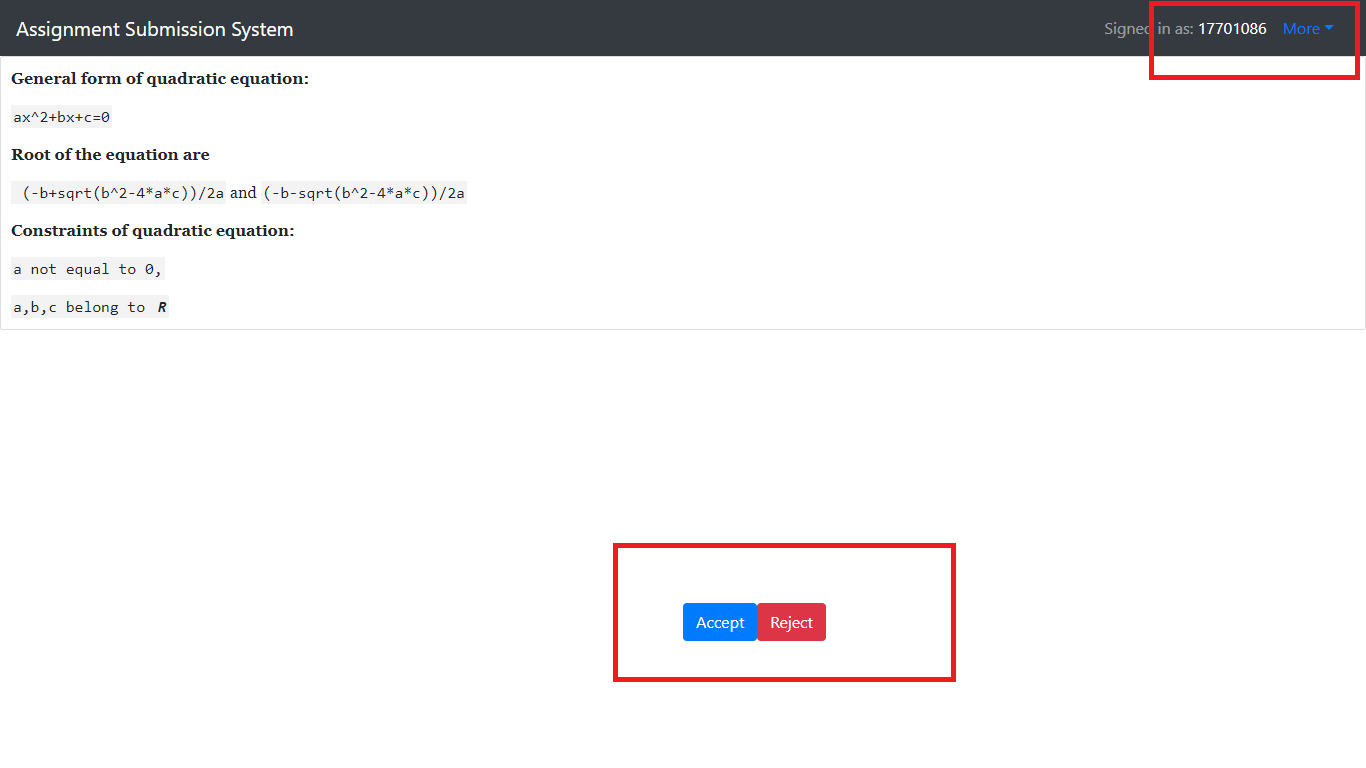 Assignment Submission System
Signed in as: 17701086 More
General form of quadratic equation:
ax^2+bx+c=0
Root of the equation are
(-b+sqrt(b^2-4*a*c))/2a and (-b-sqrt(b^2-4*a*c))/2a
Constraints of quadratic equation:
a not equal to 0,
a,b,c belong to R
Accept Reject